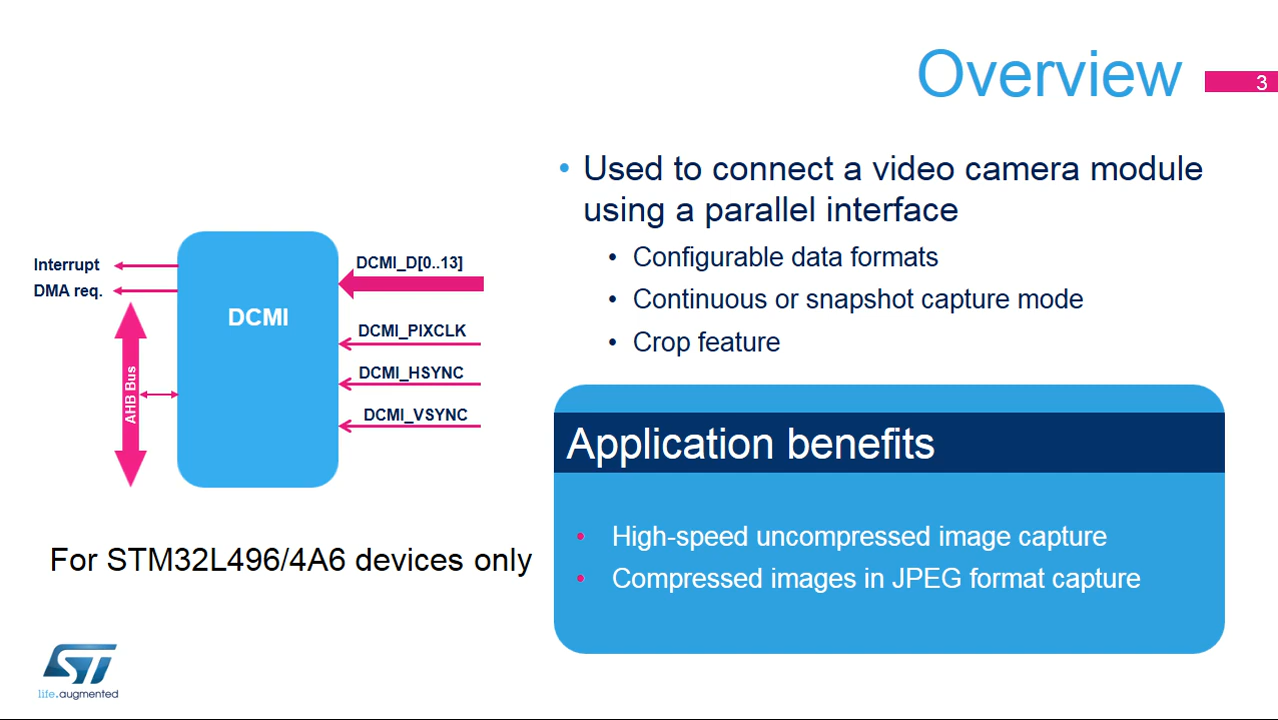 Overview
3
• Used to connect a video camera module
using a parallel interface
• Configurable data formats
• Continuous or snapshot capture mode
• Crop feature
Interrupt
DMA req.
AHB Bus
DCMI
DCMI_D[0..13]
DCMI_PIXCLK
DCMI_HSYNC
DCMI_VSYNC
For STM32L496/4A6 devices only
Application benefits
• High-speed uncompressed image capture
• Compressed images in JPEG format capture
ST
life.augmented